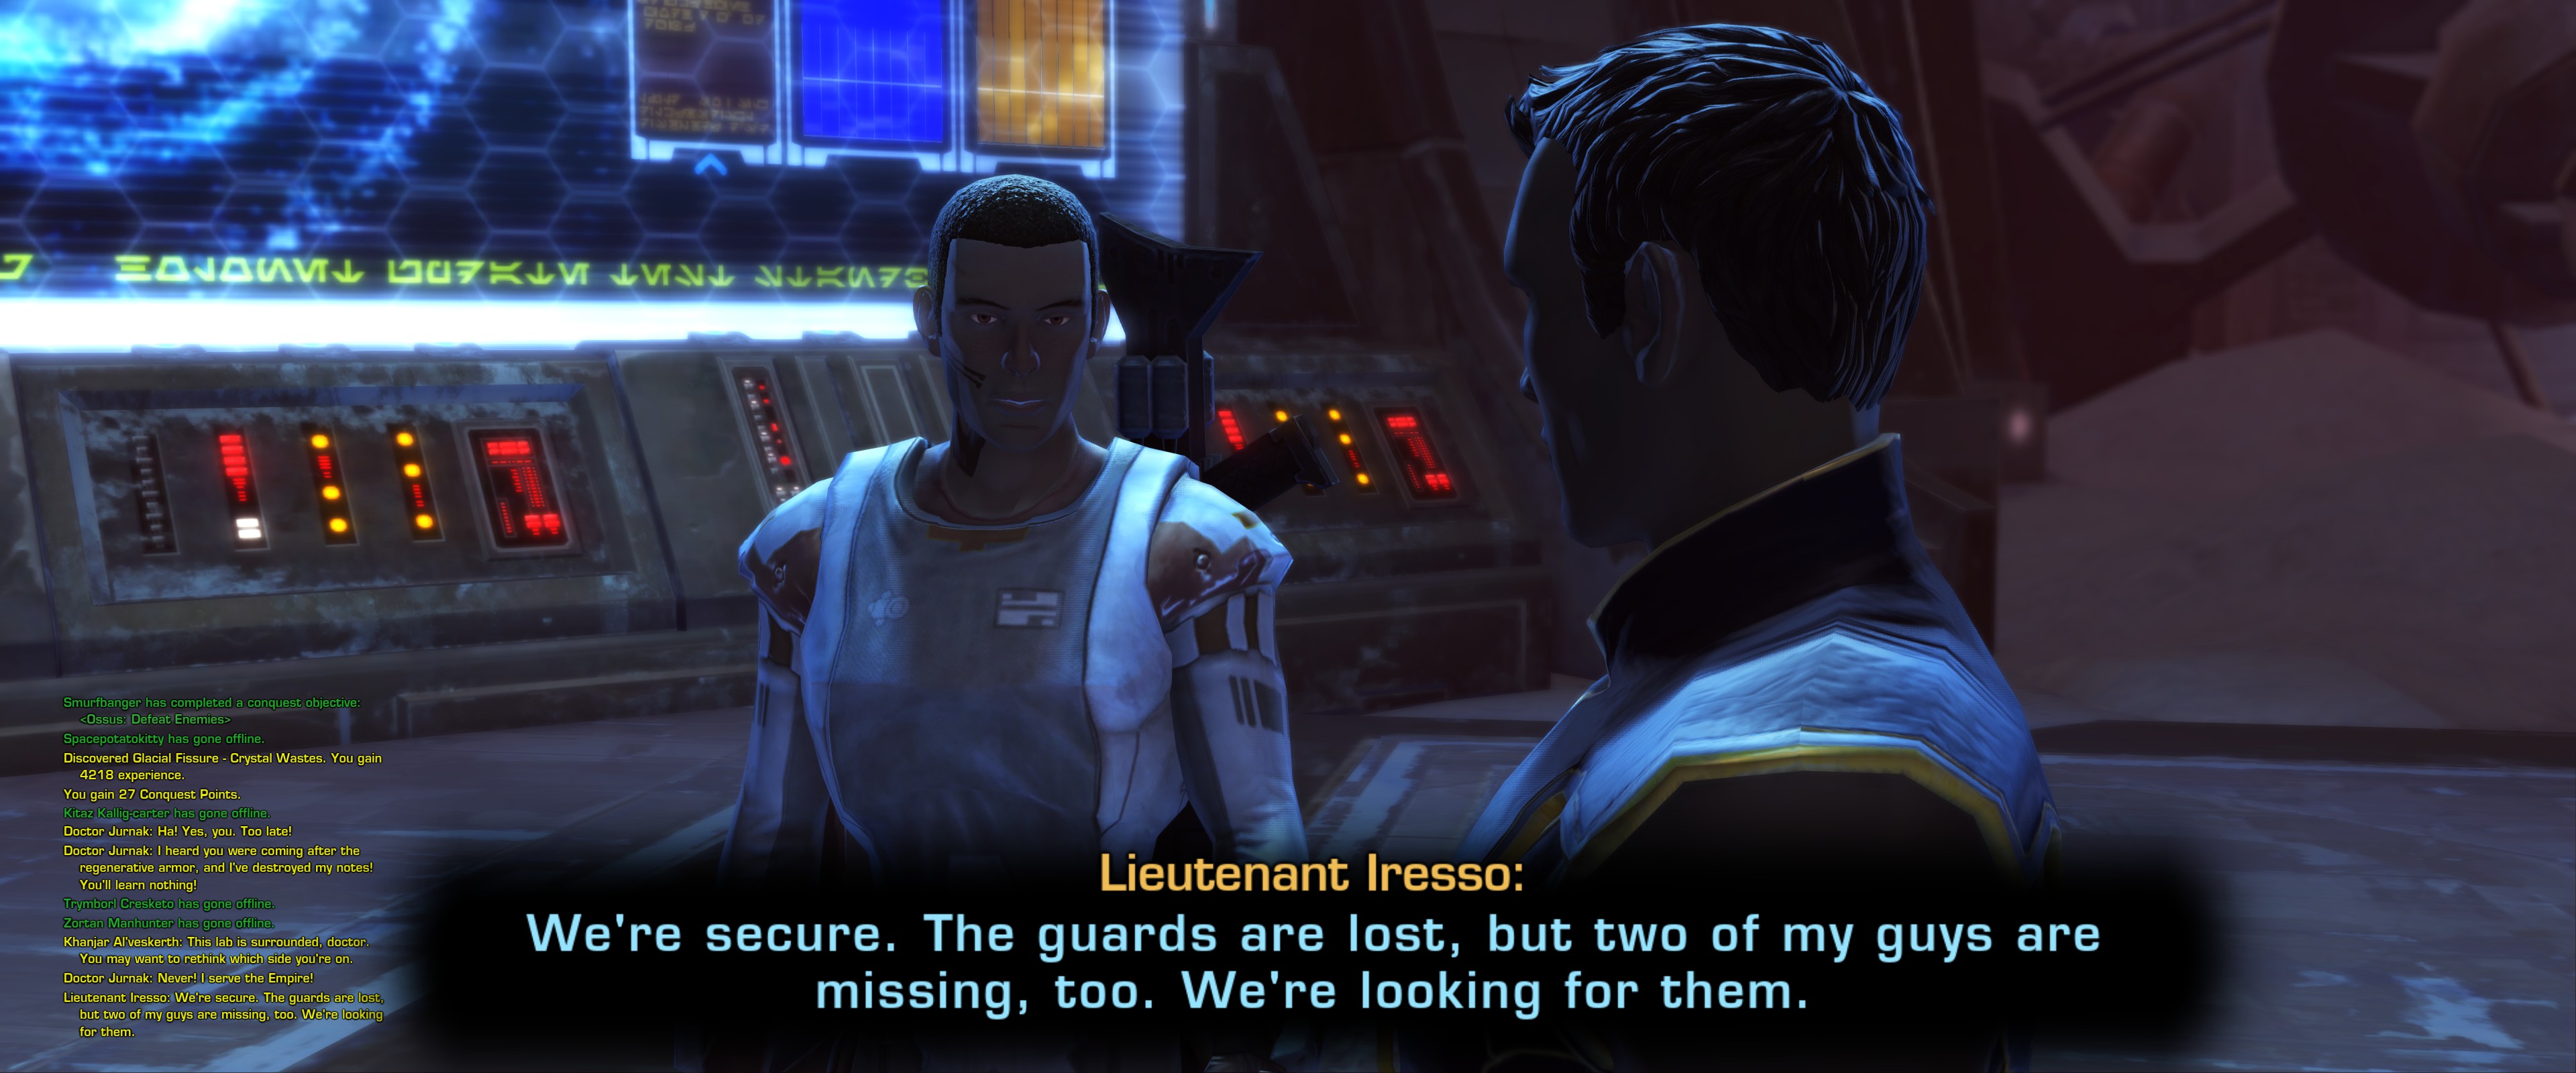 Smurfbanger has completed a conquest objective:
<Ossus: Defeat Enemies>
Spacepotatokitty has gone offline.
Discovered Glacial Fissure - Crystal Wastes. You gain
4218 experience.
You gain 27 Conquest Points.
Kitaz Kallig-carter has gone offline.
Doctor Jurnak: Ha! Yes, you. Too late!
Doctor Jurnak: I heard you were coming after the
regenerative armor, and I've destroyed my notes!
You'll learn nothing!
Trymborl Cresketo has gone offline.
Zortan Manhunter has gone offline.
Khanjar Al'veskerth: This lab is surrounded, doctor.
You may want to rethink which side you're on.
Doctor Jurnak: Never! I serve the Empire!
Lieutenant Iresso: We're secure. The guards are lost,
but two of my guys are missing, too. We're looking
for them.
Lieutenant Iresso:
We're secure. The guards are lost, but two of my guys are
missing, too. We're looking for them.